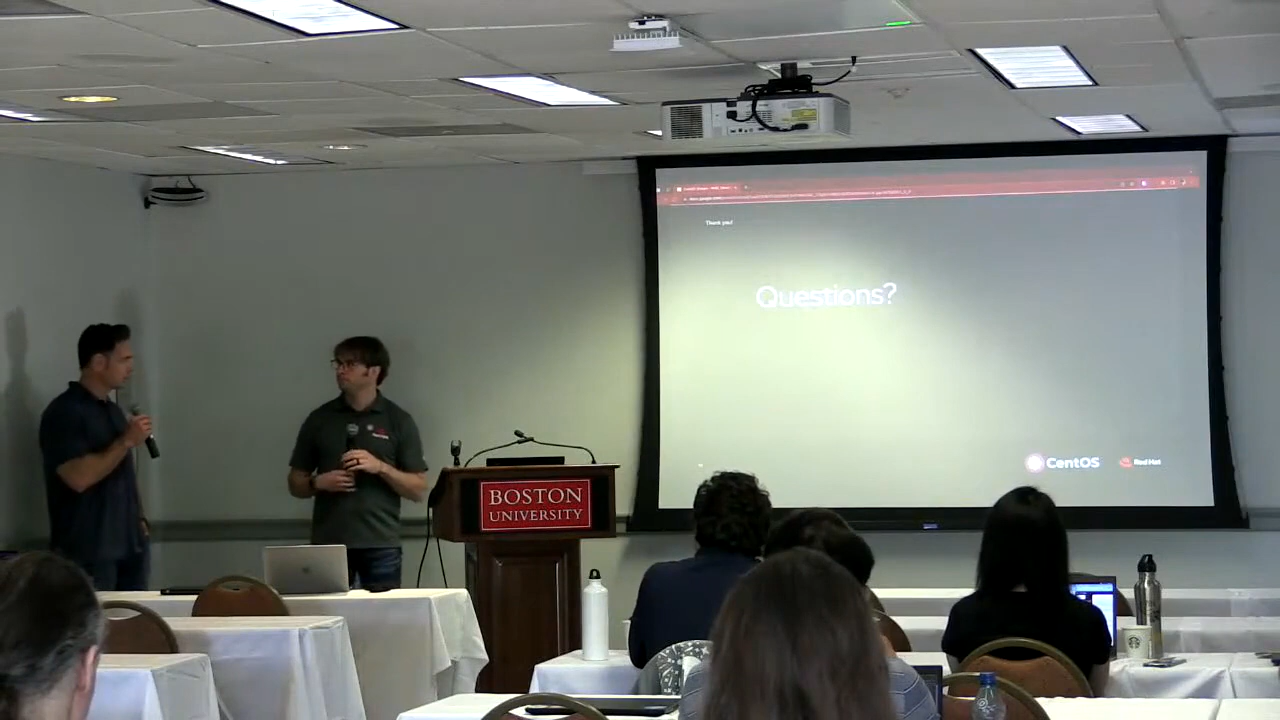 Thank you!
Questions?
CentOS
Red Hat
BOSTON
UNIVERSITY